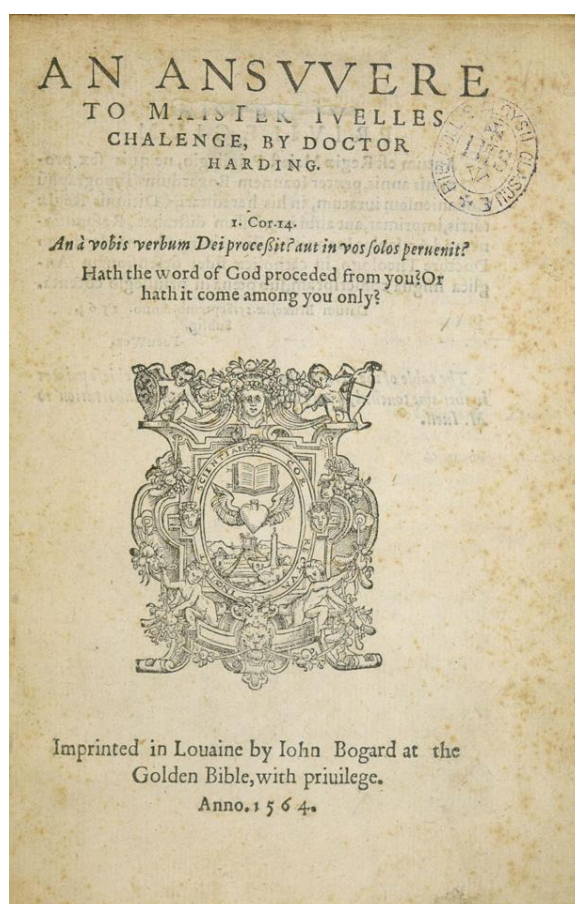 AN ANSVVERE
TO MAISTER IVELLES
CHALENGE, BY DOCTOR
HARDING.
1. Cor.14.
An à vobis verbum Dei proceßit? aut in vos solos peruenit?
Hath the word of God proceded from you? Or
hath it come among you only?
SCIENTIA
COR
Imprinted in Louaine by Iohn Bogard at the
Golden Bible, with priuilege.
Anno. 1564.